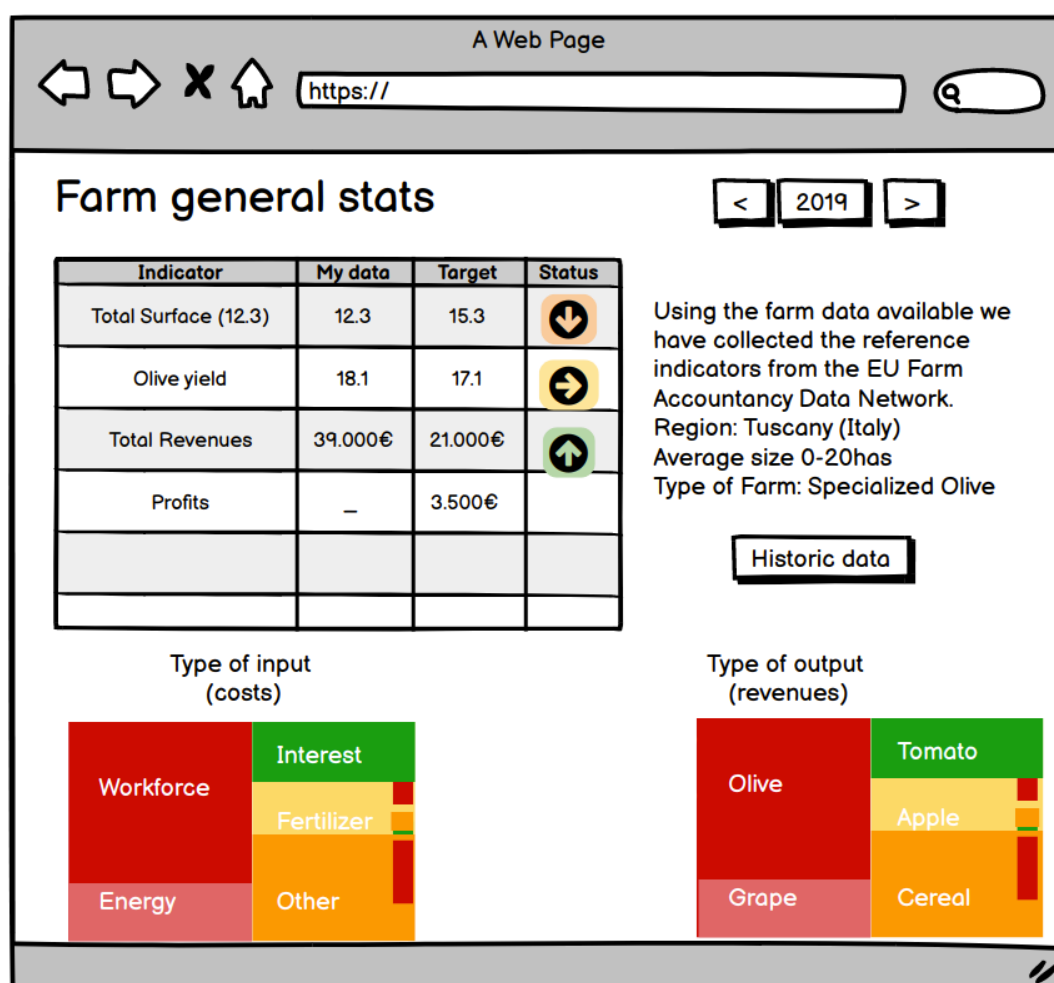 A Web Page
https://
Farm general stats
< 2019 >
Indicator My data Target Status
Total Surface (12.3) 12.3 15.3
Olive yield 18.1 17.1
Total Revenues 39.000€ 21.000€
Profits _ 3.500€
Using the farm data available we
have collected the reference
indicators from the EU Farm
Accountancy Data Network.
Region: Tuscany (Italy)
Average size 0-20has
Type of Farm: Specialized Olive
Historic data
Type of input
(costs)
Workforce
Interest
Fertilizer
Energy
Other
Type of output
(revenues)
Olive
Tomato
Apple
Grape
Cereal